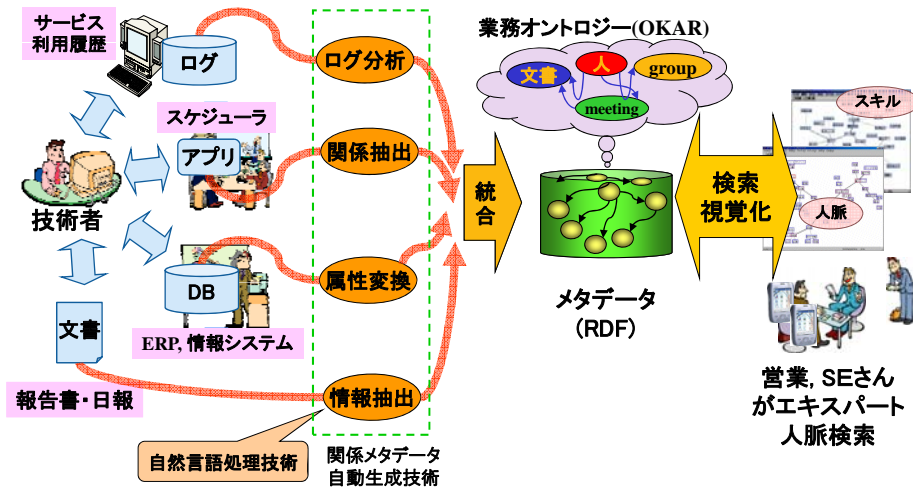 サービス
利用履歴
ログ
ログ分析
業務オントロジー(OKAR)
文書
人
group
meeting
スキル
スケジューラ
アプリ
関係抽出
技術者
統
合
検索
視覚化
人脈
DB
属性変換
ERP, 情報システム
メタデータ
(RDF)
文書
報告書・日報
情報抽出
自然言語処理技術
関係メタデータ
自動生成技術
営業, SEさん
がエキスパート
人脈検索